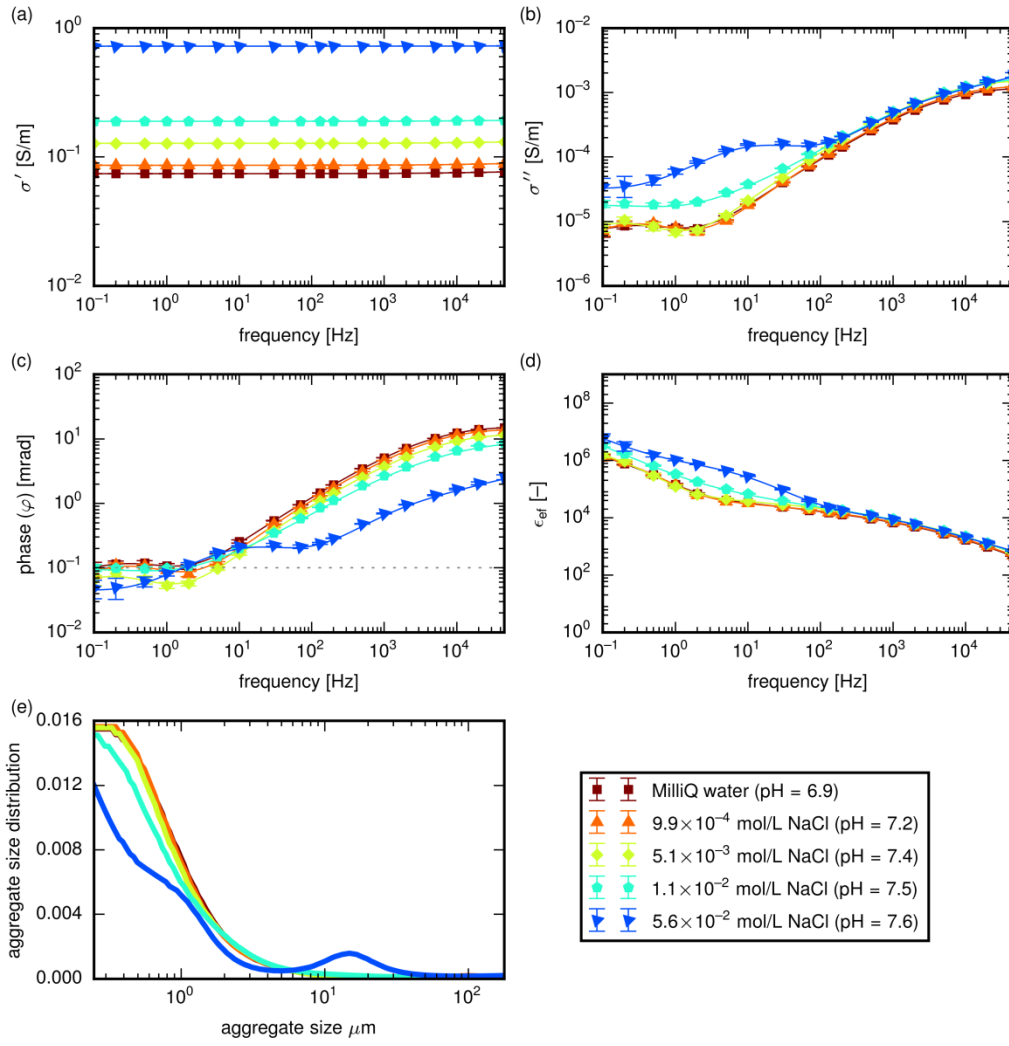 (a)
10⁰
10⁻¹
10⁻²
σ′ [S/m]
10⁻¹ 10⁰ 10¹ 10² 10³ 10⁴
frequency [Hz]
(b)
10⁻²
10⁻³
10⁻⁴
10⁻⁵
10⁻⁶
σ′′ [S/m]
10⁻¹ 10⁰ 10¹ 10² 10³ 10⁴
frequency [Hz]
(c)
10²
10¹
10⁰
10⁻¹
10⁻²
phase (φ) [mrad]
10⁻¹ 10⁰ 10¹ 10² 10³ 10⁴
frequency [Hz]
(d)
10⁸
10⁶
10⁴
10²
10⁰
ϵef [–]
10⁻¹ 10⁰ 10¹ 10² 10³ 10⁴
frequency [Hz]
(e)
0.016
0.012
0.008
0.004
0.000
aggregate size distribution
10⁰ 10¹ 10²
aggregate size μm
MilliQ water (pH = 6.9)
9.9×10⁻⁴ mol/L NaCl (pH = 7.2)
5.1×10⁻³ mol/L NaCl (pH = 7.4)
1.1×10⁻² mol/L NaCl (pH = 7.5)
5.6×10⁻² mol/L NaCl (pH = 7.6)